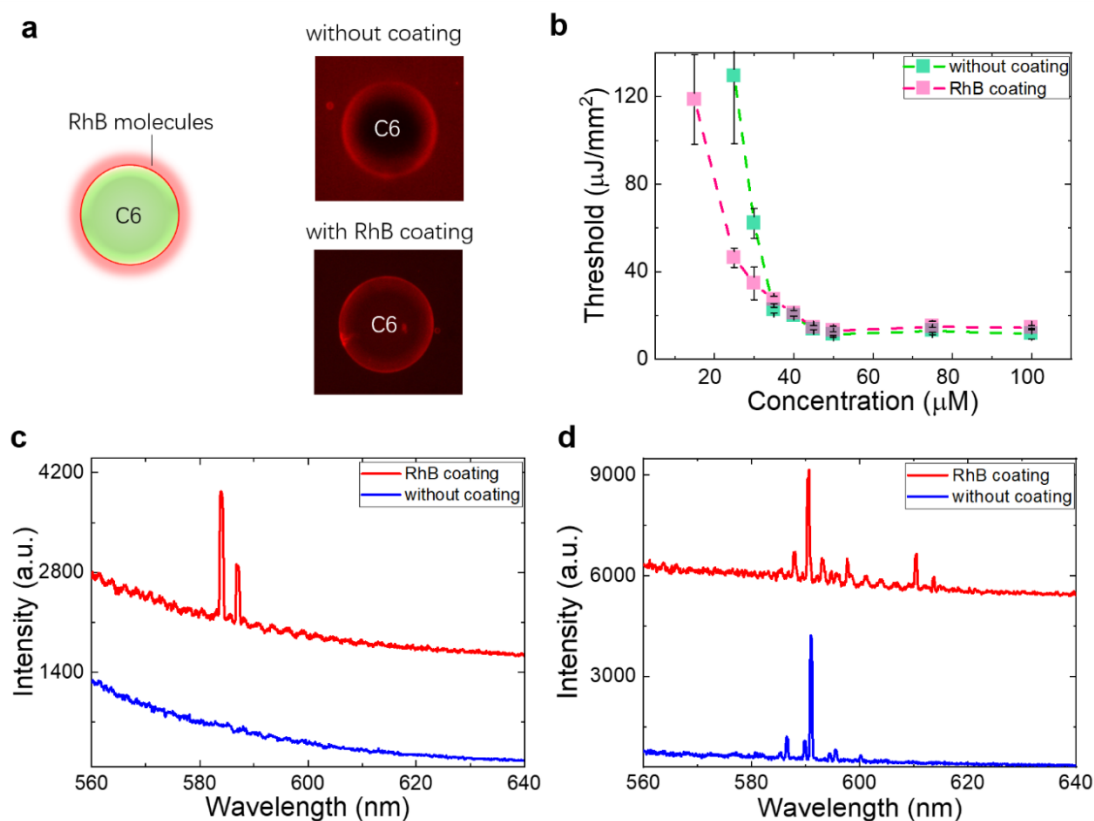 a
without coating
RhB molecules
C6
C6
with RhB coating
C6
b
without coating
RhB coating
Threshold (μJ/mm²)
120
80
40
0
20 40 60 80 100
Concentration (μM)
c
RhB coating
without coating
Intensity (a.u.)
4200
2800
1400
560 580 600 620 640
Wavelength (nm)
d
RhB coating
without coating
Intensity (a.u.)
9000
6000
3000
560 580 600 620 640
Wavelength (nm)